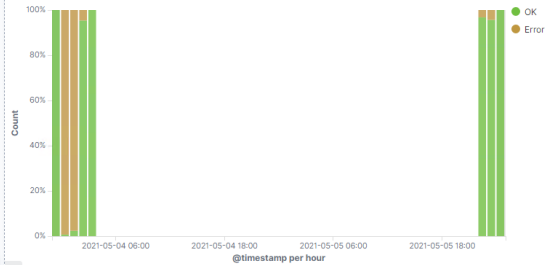 100%
80%
60%
40%
20%
0%
Count
2021-05-04 06:00
2021-05-04 18:00
2021-05-05 06:00
2021-05-05 18:00
@timestamp per hour
OK
Error